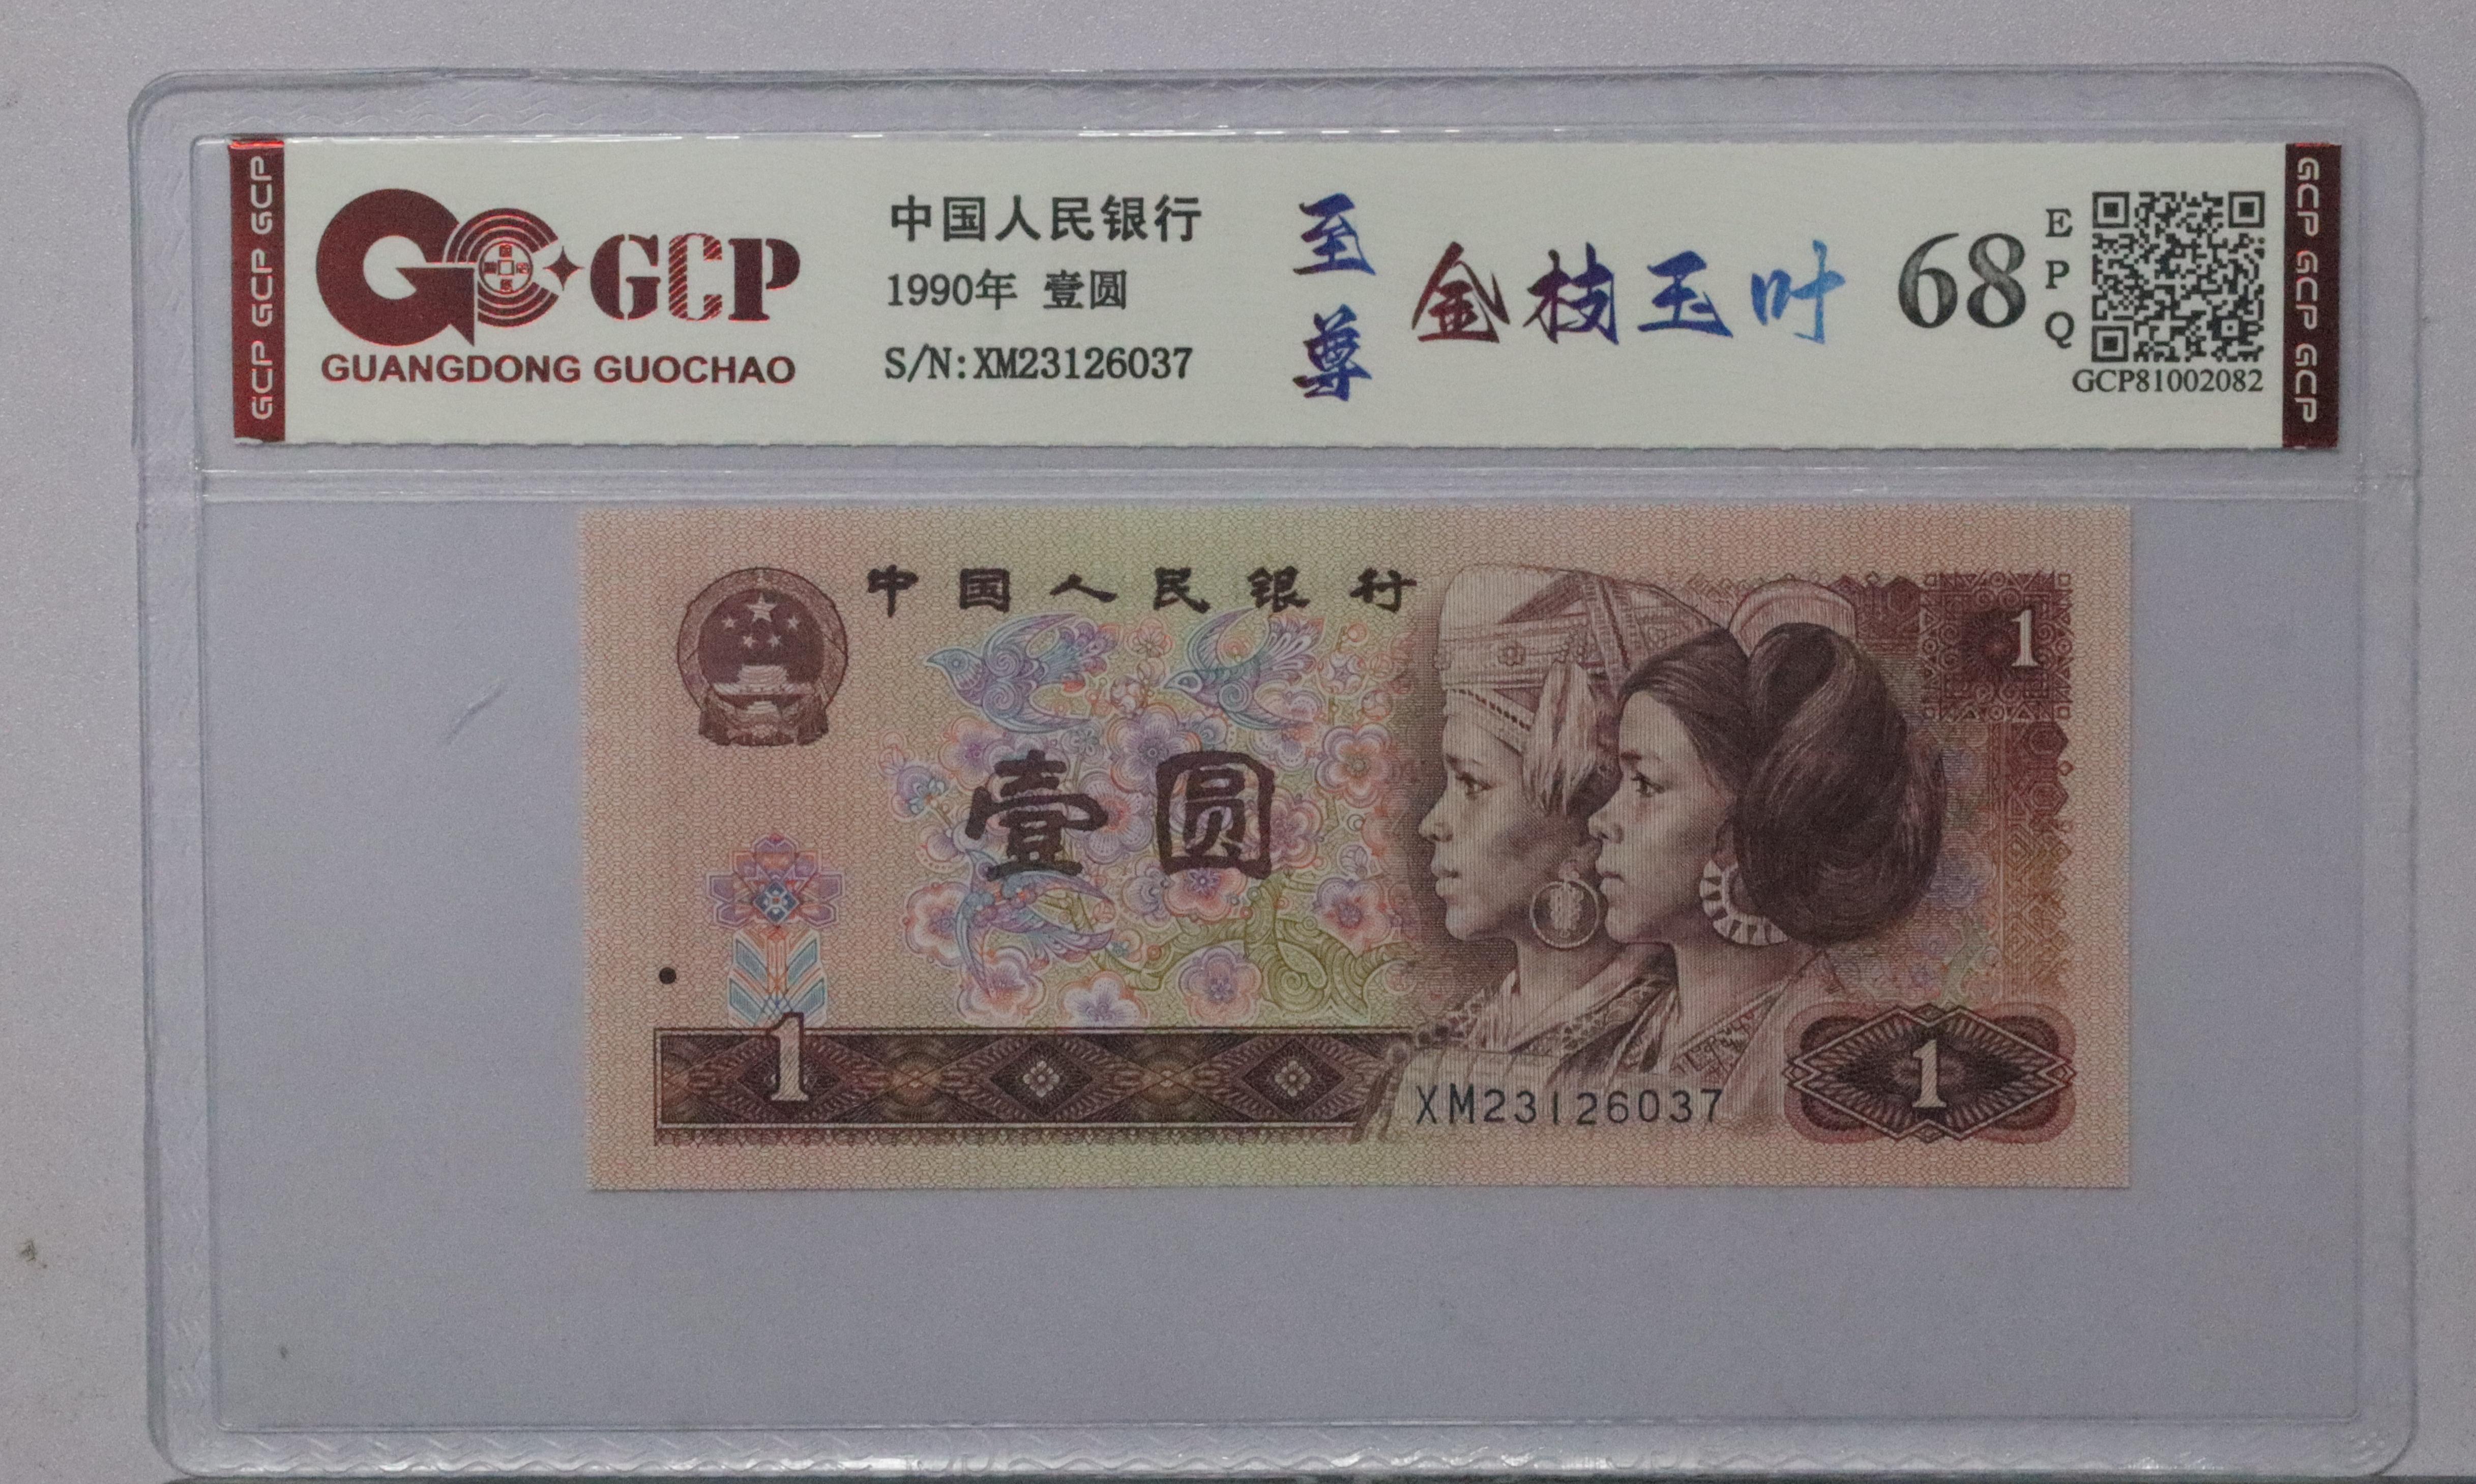 GCP GCP GCP
GCP
GUANGDONG GUOCHAO
中国人民银行
1990年 壹圆
S/N:XM23126037
至尊
金枝玉叶
68
EPQ
GCP81002082
GCP GCP GCP
中国人民银行
1
壹圆
1
XM23126037
1